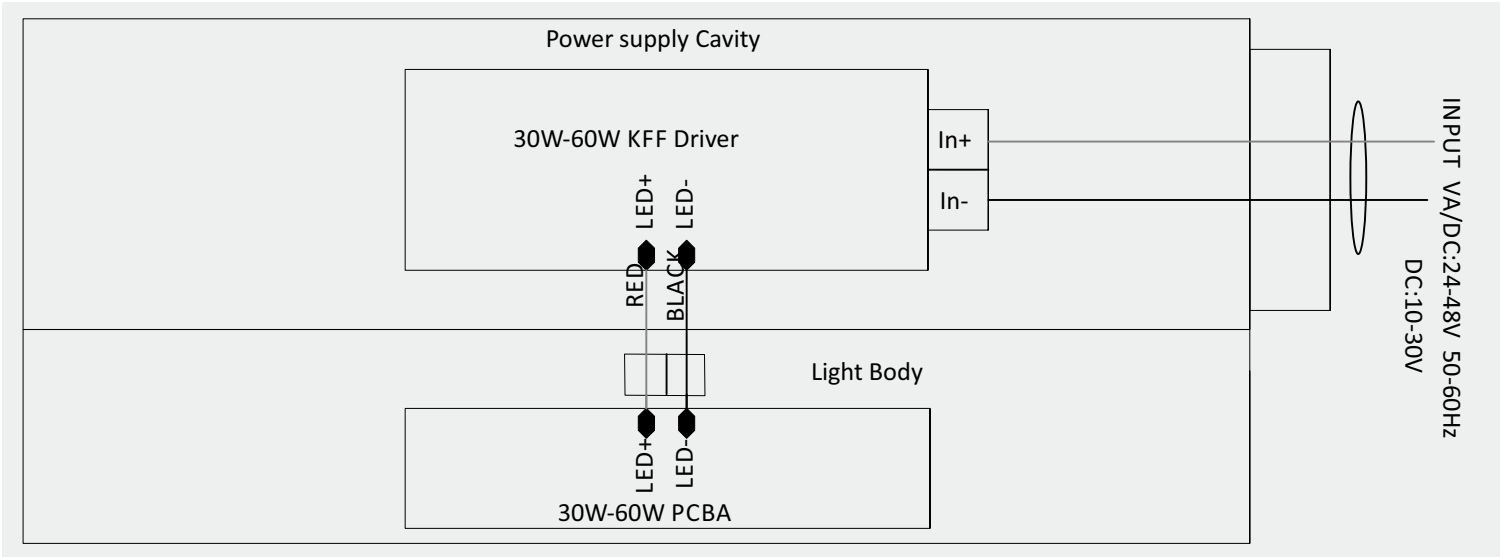 Power supply Cavity
30W-60W KFF Driver
In+
In-
LED+
LED-
RED
BLACK
INPUT VA/DC:24-48V 50-60Hz
DC:10-30V
Light Body
LED+
LED-
30W-60W PCBA